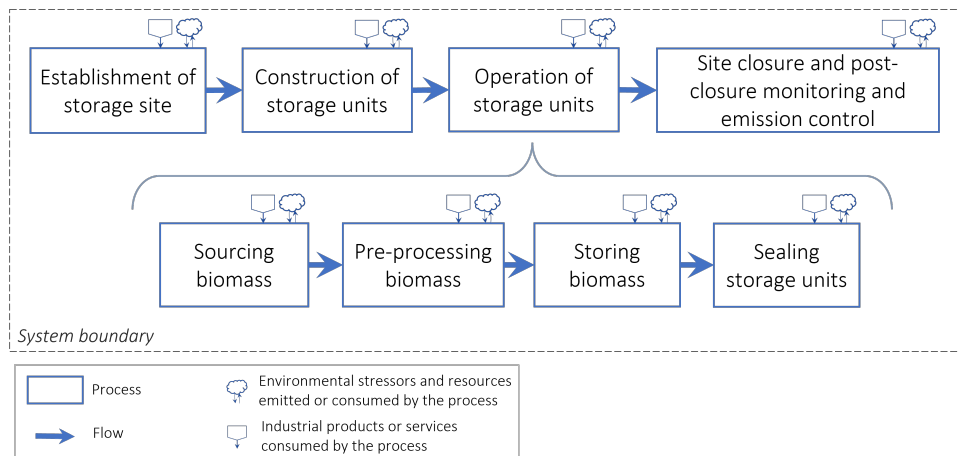 Establishment of
storage site
Construction of
storage units
Operation of
storage units
Site closure and post-
closure monitoring and
emission control
Sourcing
biomass
Pre-processing
biomass
Storing
biomass
Sealing
storage units
System boundary
Process
Environmental stressors and resources
emitted or consumed by the process
Flow
Industrial products or services
consumed by the process